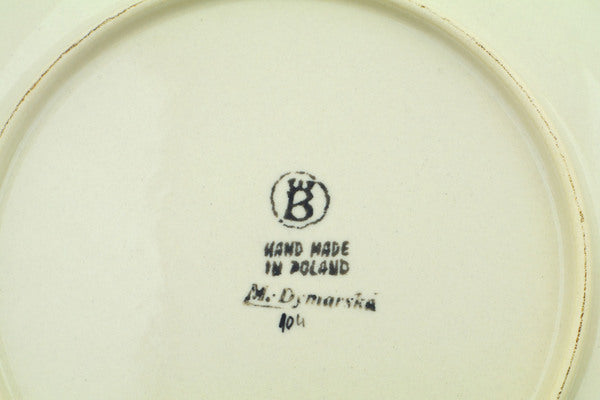 B
HAND MADE
IN POLAND
M. Dymarska
104